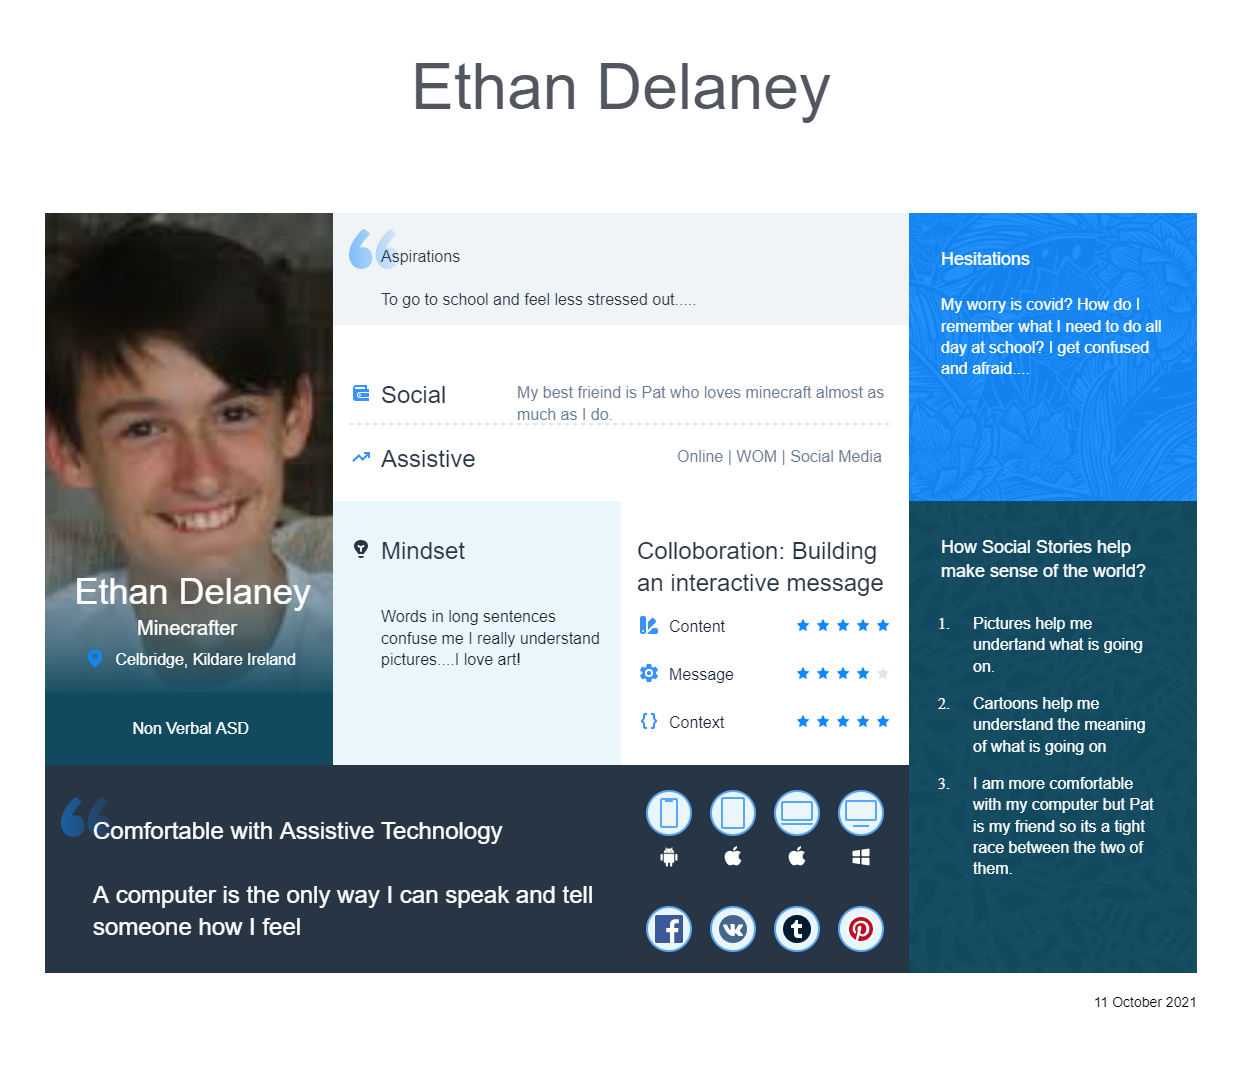 Ethan Delaney
Ethan Delaney
Minecrafter
Celbridge, Kildare Ireland
Non Verbal ASD
Aspirations
To go to school and feel less stressed out.....
Social
My best frieind is Pat who loves minecraft almost as
much as I do.
Assistive
Online | WOM | Social Media
Mindset
Words in long sentences
confuse me I really understand
pictures....I love art!
Colloboration: Building
an interactive message
Content
Message
Context
Hesitations
My worry is covid? How do I
remember what I need to do all
day at school? I get confused
and afraid....
How Social Stories help
make sense of the world?
1. Pictures help me
undertand what is going
on.
2. Cartoons help me
understand the meaning
of what is going on
3. I am more comfortable
with my computer but Pat
is my friend so its a tight
race between the two of
them.
Comfortable with Assistive Technology
A computer is the only way I can speak and tell
someone how I feel
11 October 2021